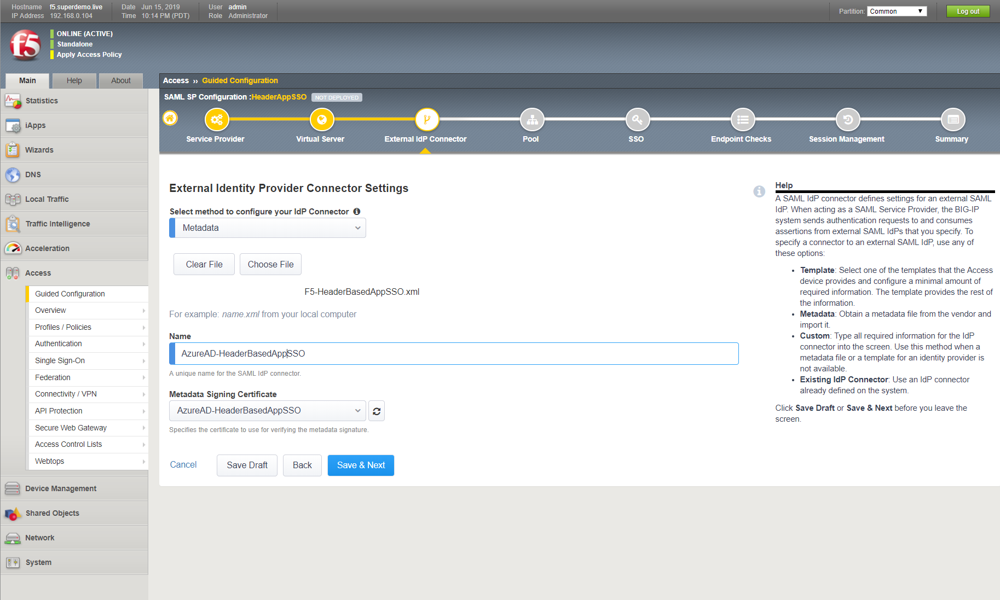 Hostname f5.superdemo.live
IP Address 192.168.0.104
Date Jun 15, 2019
Time 10:14 PM (PDT)
User admin
Role Administrator
Partition: Common
Log out
f5
ONLINE (ACTIVE)
Standalone
Apply Access Policy
Main
Help
About
Access ›› Guided Configuration
SAML SP Configuration :HeaderAppSSO NOT DEPLOYED
Service Provider
Virtual Server
External IdP Connector
Pool
SSO
Endpoint Checks
Session Management
Summary
Statistics
iApps
Wizards
DNS
Local Traffic
Traffic Intelligence
Acceleration
Access
Guided Configuration
Overview
Profiles / Policies
Authentication
Single Sign-On
Federation
Connectivity / VPN
API Protection
Secure Web Gateway
Access Control Lists
Webtops
Device Management
Shared Objects
Network
System
External Identity Provider Connector Settings
Select method to configure your IdP Connector
Metadata
Clear File
Choose File
F5-HeaderBasedAppSSO.xml
For example: name.xml from your local computer
Name
AzureAD-HeaderBasedAppSSO
A unique name for the SAML IdP connector.
Metadata Signing Certificate
AzureAD-HeaderBasedAppSSO
Specifies the certificate to use for verifying the metadata signature.
Cancel
Save Draft
Back
Save & Next
Help
A SAML IdP connector defines settings for an external SAML
IdP. When acting as a SAML Service Provider, the BIG-IP
system sends authentication requests to and consumes
assertions from external SAML IdPs that you specify. To
specify a connector to an external SAML IdP, use any of
these options:
• Template: Select one of the templates that the Access
device provides and configure a minimal amount of
required information. The template provides the rest of
the information.
• Metadata: Obtain a metadata file from the vendor and
import it.
• Custom: Type all required information for the IdP
connector into the screen. Use this method when a
metadata file or a template for an identity provider is
not available.
• Existing IdP Connector: Use an IdP connector
already defined on the system.
Click Save Draft or Save & Next before you leave the
screen.